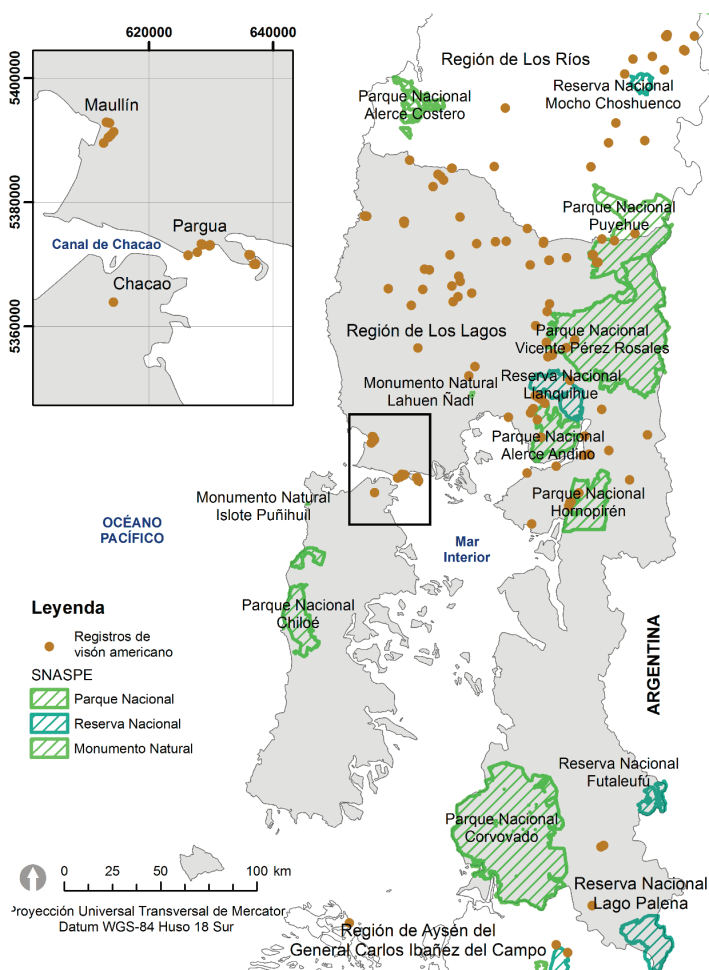 620000
640000
5400000
5380000
5360000
Maullín
Pargua
Canal de Chacao
Chacao
Región de Los Ríos
Parque Nacional
Alerce Costero
Reserva Nacional
Mocho Choshuenco
Parque Nacional
Puyehue
Región de Los Lagos
Parque Nacional
Vicente Pérez Rosales
Monumento Natural
Lahuen Ñadi
Reserva Nacional
Llanquihue
Parque Nacional
Alerce Andino
Monumento Natural
Islote Puñihuil
Parque Nacional
Hornopirén
OCÉANO
PACÍFICO
Mar
Interior
Parque Nacional
Chiloé
ARGENTINA
Leyenda
Registros de
visón americano
SNASPE
Parque Nacional
Reserva Nacional
Monumento Natural
Reserva Nacional
Futaleufú
Parque Nacional
Corvovado
Reserva Nacional
Lago Palena
0 25 50 75 100 km
Proyección Universal Transversal de Mercator
Datum WGS-84 Huso 18 Sur
Región de Aysén del
General Carlos Ibañez del Campo